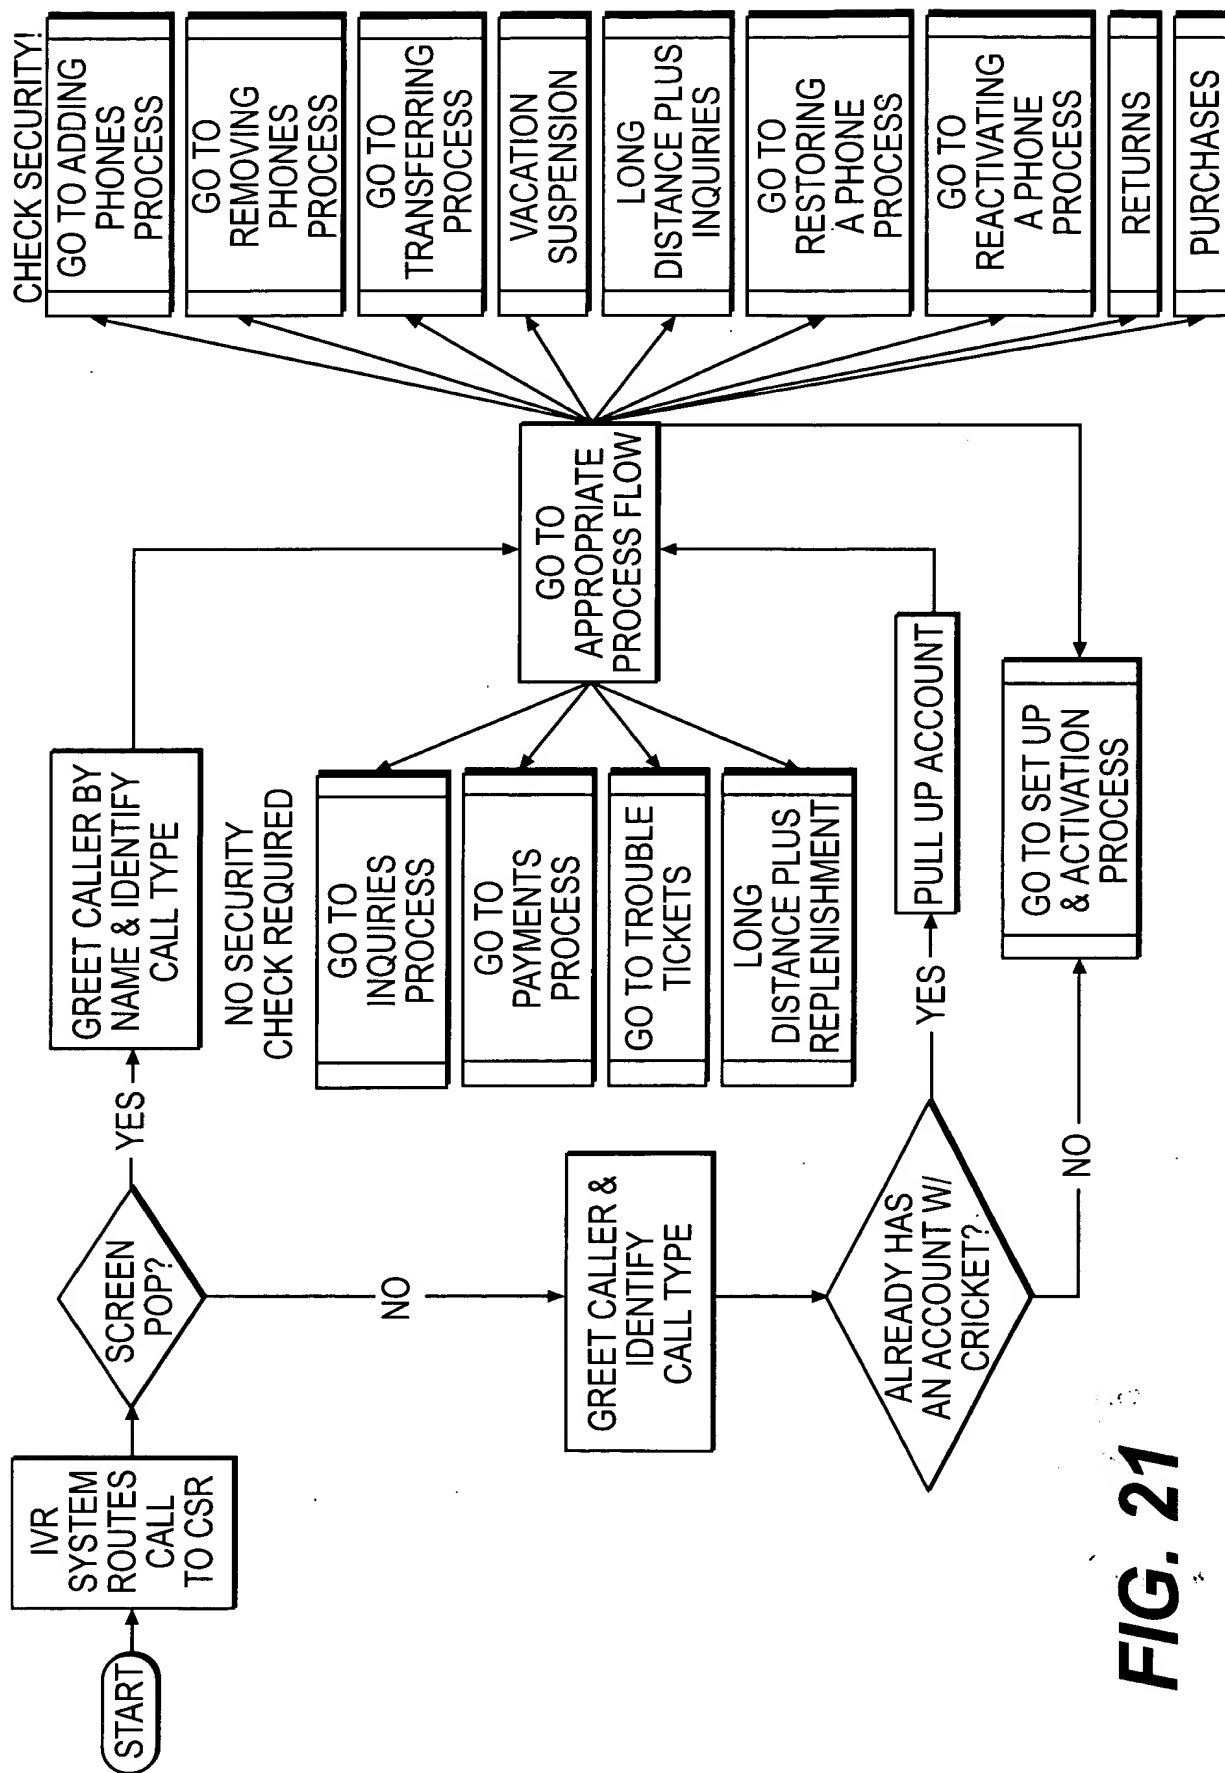 START
IVR
SYSTEM
ROUTES
CALL
TO CSR
SCREEN
POP?
YES
GREET CALLER BY
NAME & IDENTIFY
CALL TYPE
NO
GREET CALLER &
IDENTIFY
CALL TYPE
ALREADY HAS
AN ACCOUNT W/
CRICKET?
YES
PULL UP ACCOUNT
NO
GO TO SET UP
& ACTIVATION
PROCESS
NO SECURITY
CHECK REQUIRED
GO TO
INQUIRIES
PROCESS
GO TO
PAYMENTS
PROCESS
GO TO TROUBLE
TICKETS
LONG
DISTANCE PLUS
REPLENISHMENT
GO TO
APPROPRIATE
PROCESS FLOW
CHECK SECURITY!
GO TO ADDING
PHONES
PROCESS
GO TO
REMOVING
PHONES
PROCESS
GO TO
TRANSFERRING
PROCESS
VACATION
SUSPENSION
LONG
DISTANCE PLUS
INQUIRIES
GO TO
RESTORING
A PHONE
PROCESS
GO TO
REACTIVATING
A PHONE
PROCESS
RETURNS
PURCHASES
FIG. 21